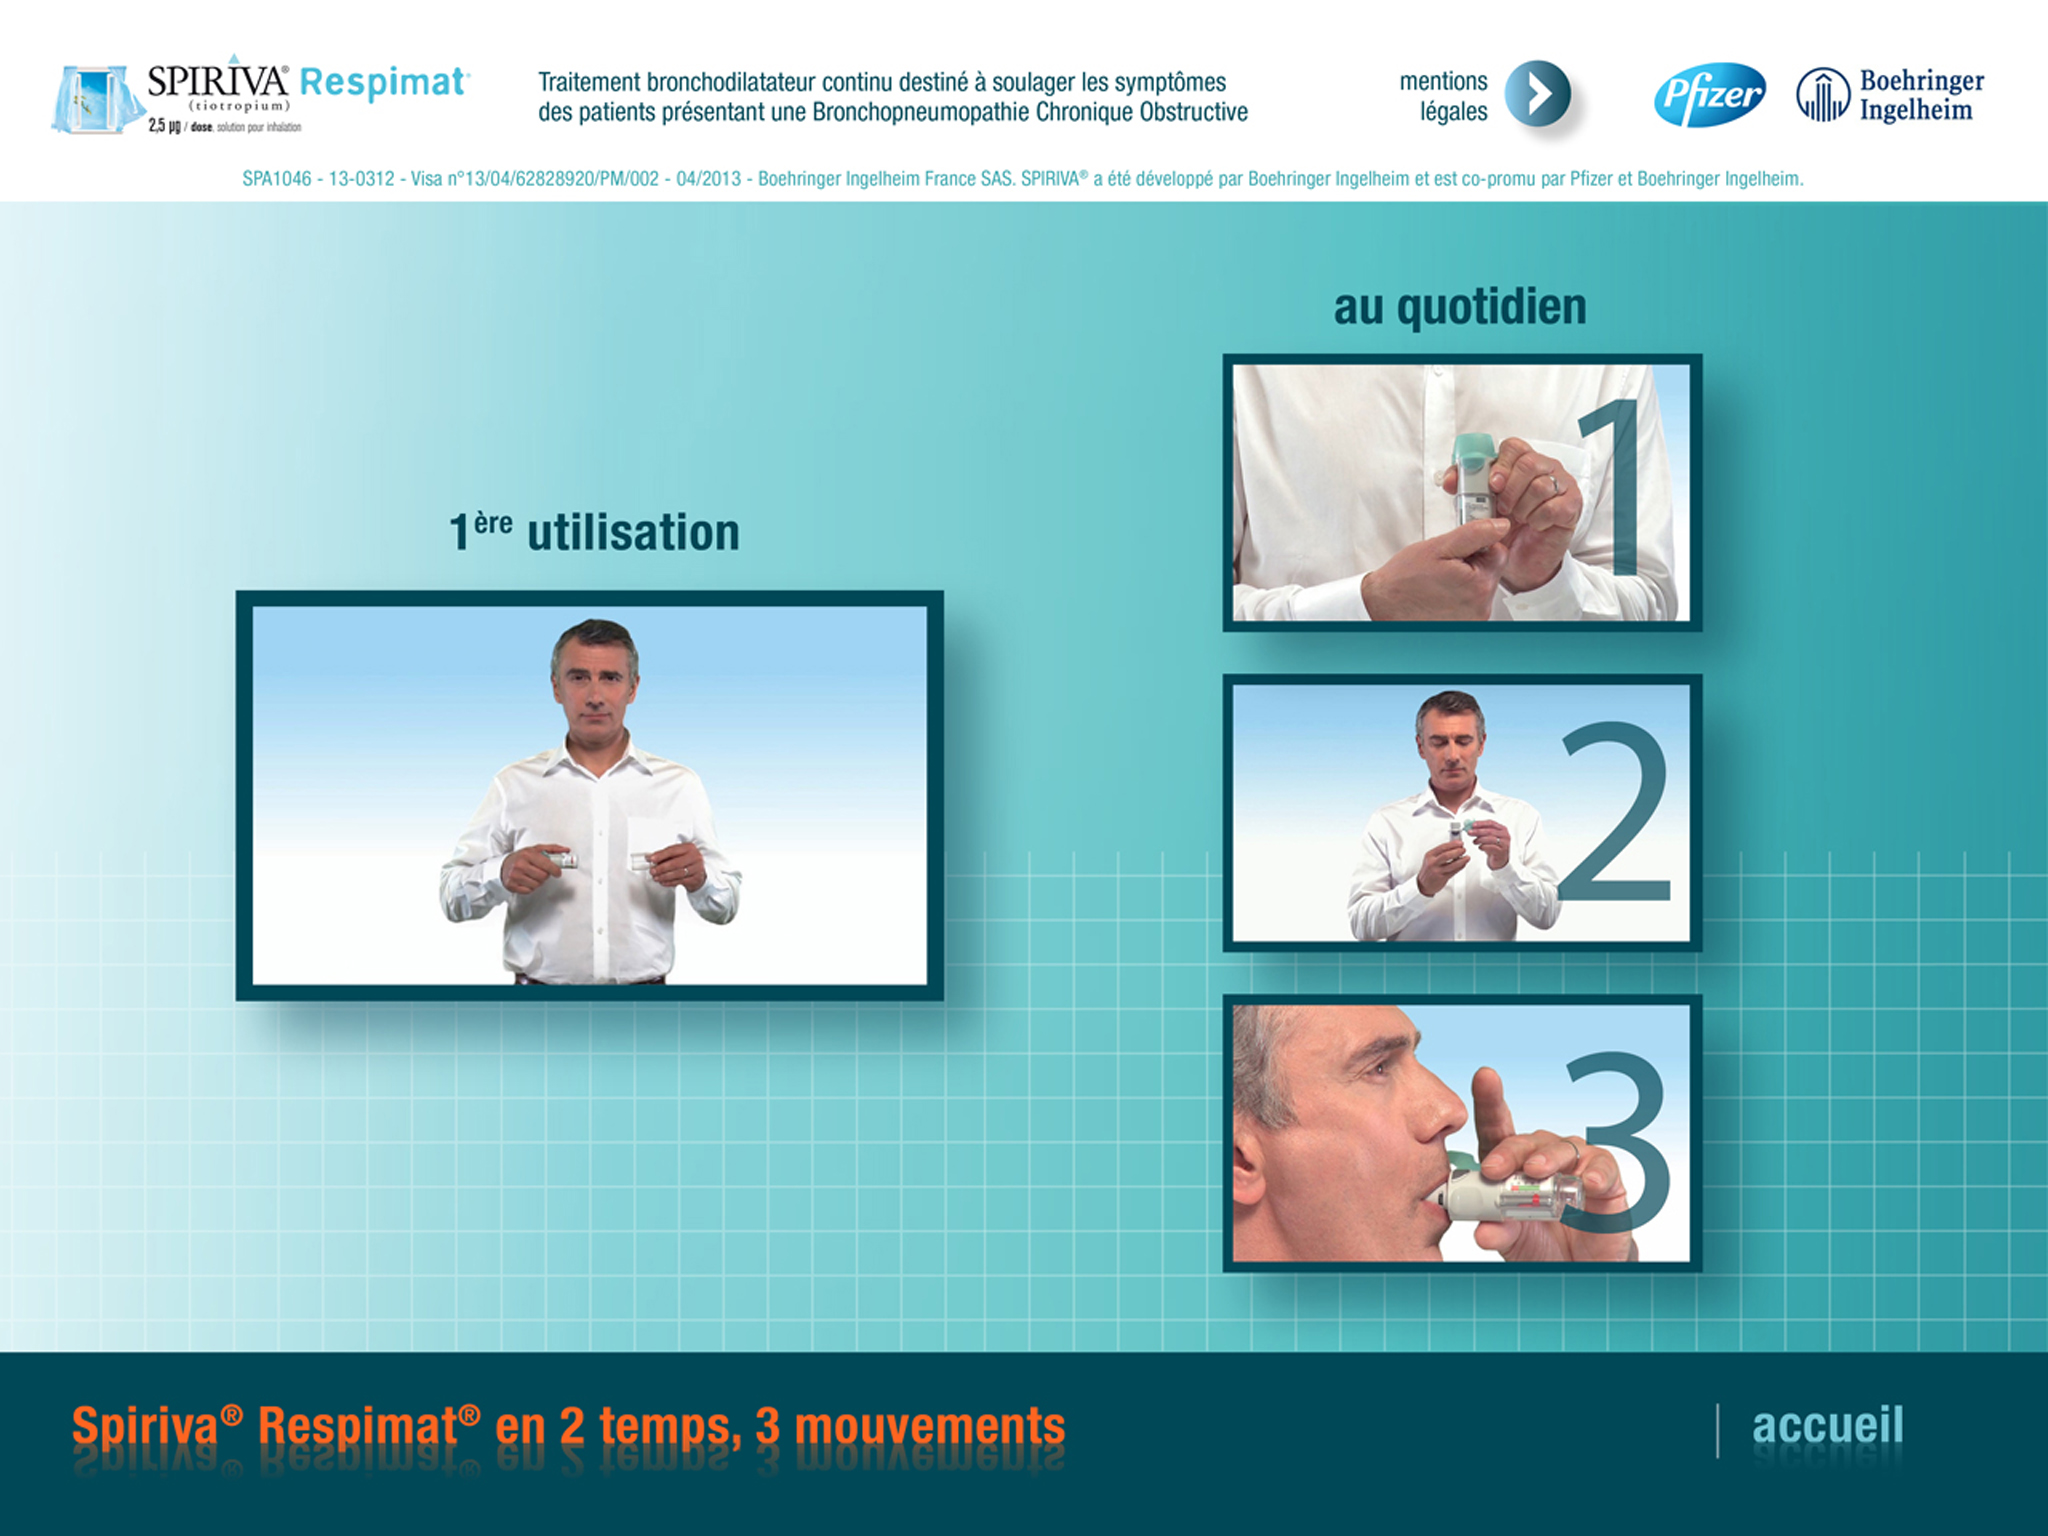 SPIRIVA® Respimat®
(tiotropium)
2,5 µg / dose, solution pour inhalation
Traitement bronchodilatateur continu destiné à soulager les symptômes
des patients présentant une Bronchopneumopathie Chronique Obstructive
mentions
légales
Pfizer
Boehringer
Ingelheim
SPA1046 - 13-0312 - Visa n°13/04/62828920/PM/002 - 04/2013 - Boehringer Ingelheim France SAS. SPIRIVA® a été développé par Boehringer Ingelheim et est co-promu par Pfizer et Boehringer Ingelheim.
1ère utilisation
au quotidien
1
2
3
Spiriva® Respimat® en 2 temps, 3 mouvements
accueil